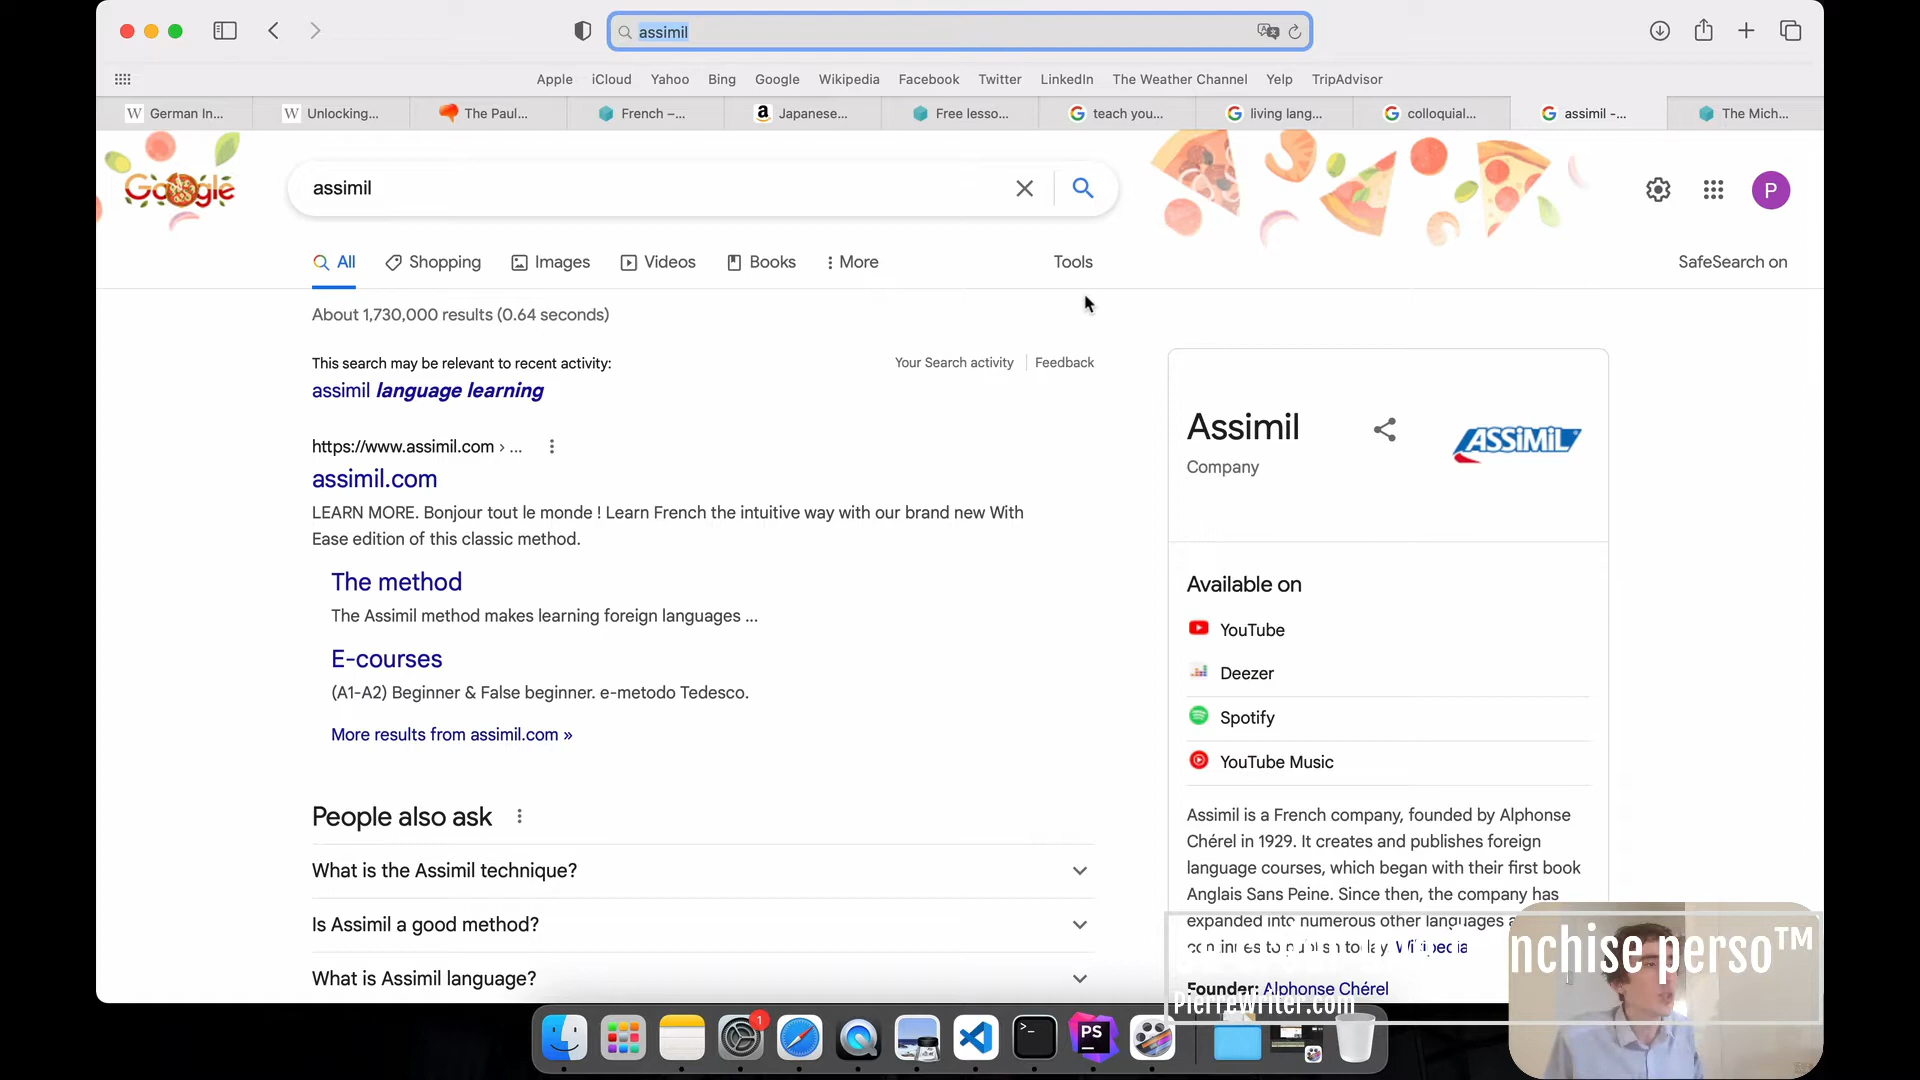 assimil
Apple iCloud Yahoo Bing Google Wikipedia Facebook Twitter LinkedIn The Weather Channel Yelp TripAdvisor
W German In... W Unlocking... The Paul... French –... a Japanese... Free lesso... G teach you... G living lang... G colloquial... G assimil -... The Mich...
Google
assimil
P
All Shopping Images Videos Books More Tools SafeSearch on
About 1,730,000 results (0.64 seconds)
This search may be relevant to recent activity: Your Search activity Feedback
assimil language learning
https://www.assimil.com › ...
assimil.com
LEARN MORE. Bonjour tout le monde ! Learn French the intuitive way with our brand new With
Ease edition of this classic method.
The method
The Assimil method makes learning foreign languages ...
E-courses
(A1-A2) Beginner & False beginner. e-metodo Tedesco.
More results from assimil.com »
People also ask
What is the Assimil technique?
Is Assimil a good method?
What is Assimil language?
Assimil
Company
ASSiMiL
Available on
YouTube
Deezer
Spotify
YouTube Music
Assimil is a French company, founded by Alphonse
Chérel in 1929. It creates and publishes foreign
language courses, which began with their first book
Anglais Sans Peine. Since then, the company has
expanded into numerous other languages
continues to publish today. Wikipedia
Founder: Alphonse Chérel
nchise perso™
PierreWriter.com
1
PS